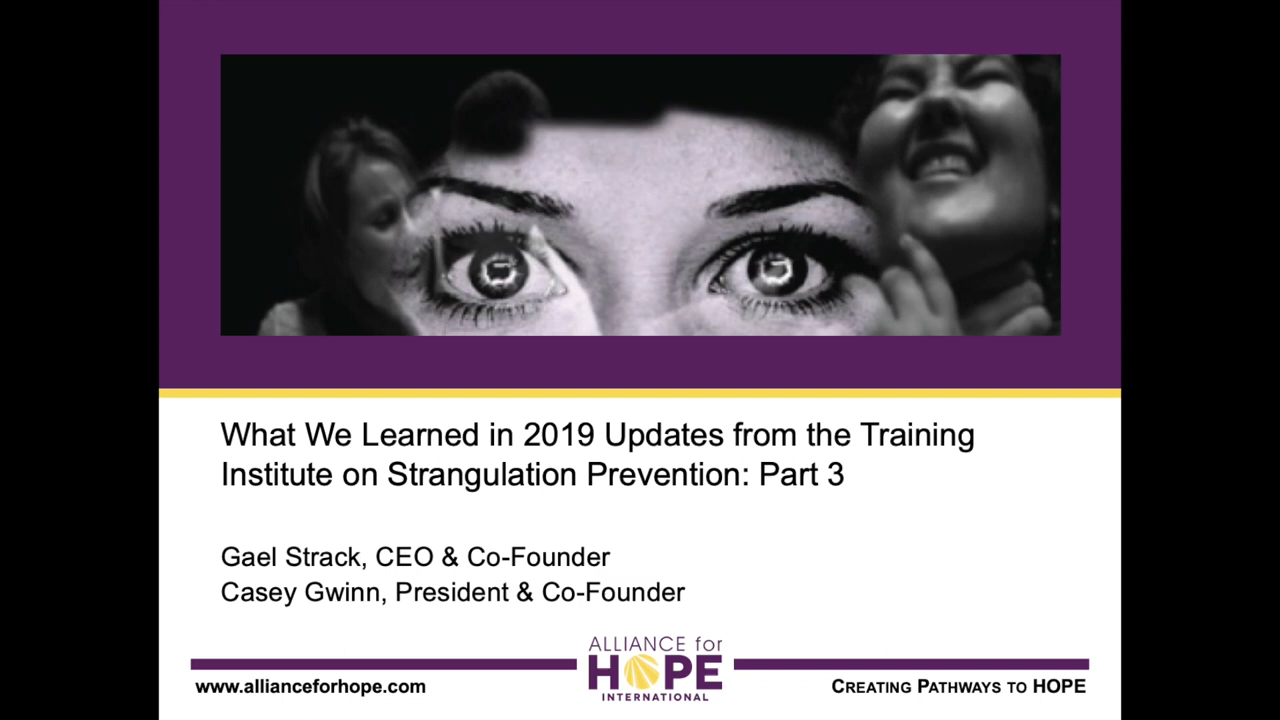 What We Learned in 2019 Updates from the Training
Institute on Strangulation Prevention: Part 3
Gael Strack, CEO & Co-Founder
Casey Gwinn, President & Co-Founder
ALLIANCE for
HOPE
INTERNATIONAL
www.allianceforhope.com
CREATING PATHWAYS TO HOPE